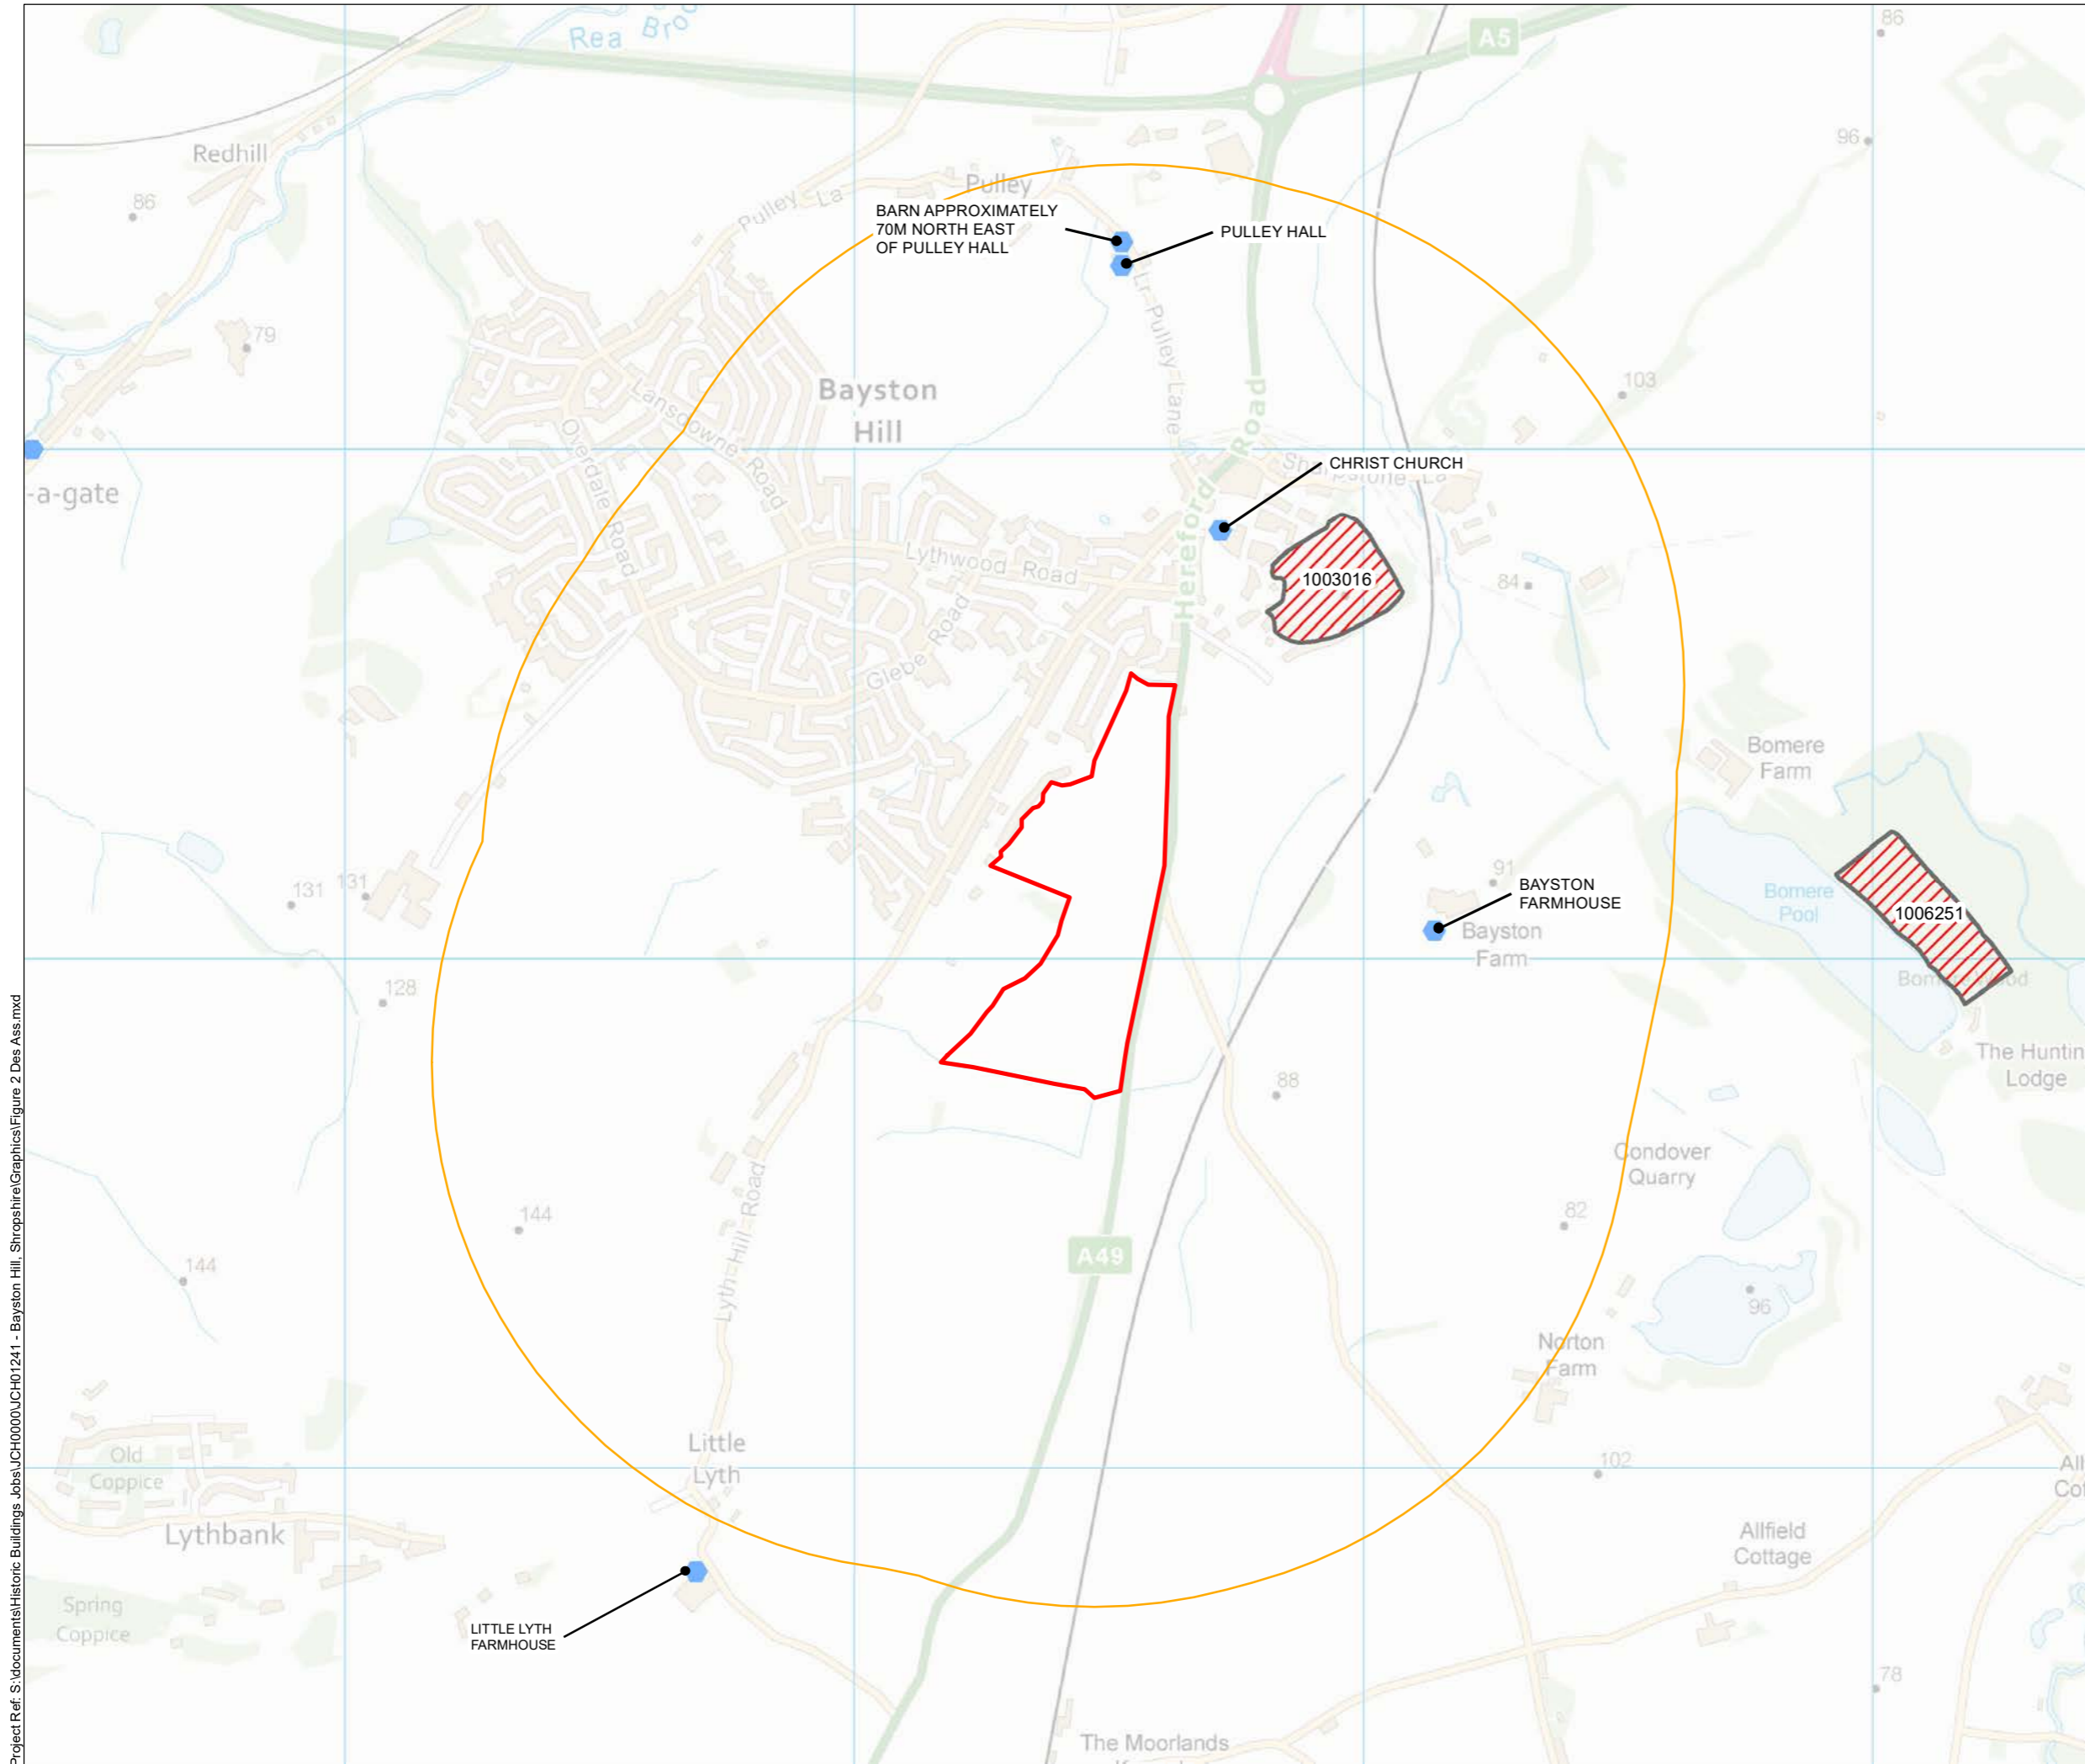 Rea Bro
A5
86
96
Redhill
86
Pulley
Pulley La
BARN APPROXIMATELY
70M NORTH EAST
OF PULLEY HALL
PULLEY HALL
Lr Pulley Lane
79
103
Bayston
Hill
Lansdowne Road
Overdale Road
Hereford Road
CHRIST CHURCH
Sharpstone La
-a-gate
Lythwood Road
1003016
84
Glebe Road
Bomere
Farm
131
131
91
BAYSTON
FARMHOUSE
Bomere
Pool
1006251
Bayston
Farm
128
The Huntin
Lodge
88
Condover
Quarry
144
82
Lyth Hill Road
A49
144
96
Norton
Farm
Little
Lyth
Old
Coppice
102
All
Cot
Lythbank
Allfield
Cottage
Spring
Coppice
LITTLE LYTH
FARMHOUSE
78
The Moorlands
Project Ref: S:\documents\Historic Buildings Jobs\JCH0000\JCH01241 - Bayston Hill, Shropshire\Graphics\Figure 2 Des Ass.mxd